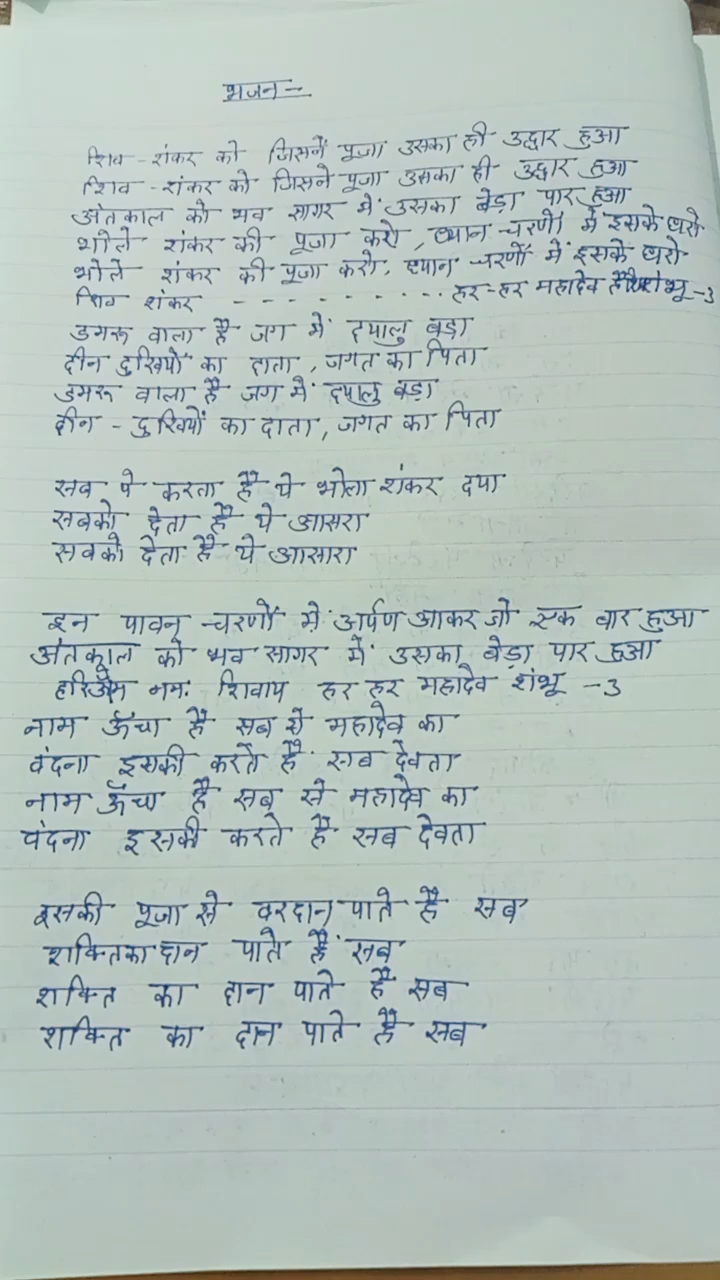 भजन -
शिव - शंकर को जिसने पूजा उसका ही उद्धार हुआ
शिव - शंकर को जिसने पूजा उसका ही उद्धार हुआ
अंतकाल को भव सागर में उसका बेड़ा पार हुआ
भोले शंकर की पूजा करो, ध्यान चरणों में इसके धरो
भोले शंकर की पूजा करो, ध्यान चरणों में इसके धरो
शिव शंकर - - - - - - - - - - हर-हर महादेव शंभू -3
डमरू वाला है जग में दयालु बड़ा
दीन दुखियों का दाता, जगत का पिता
डमरू वाला है जग में दयालु बड़ा
दीन - दुखियों का दाता, जगत का पिता
सब पे करता है ये भोला शंकर दया
सबको देता है ये आसरा
सबको देता है ये आसारा
इन पावन चरणों में अर्पण आकर जो एक बार हुआ
अंतकाल को भव सागर में उसका बेड़ा पार हुआ
हरिॐ नमः शिवाय हर हर महादेव शंभू -3
नाम ऊँचा है सब से महादेव का
वंदना इसकी करते है सब देवता
नाम ऊँचा है सब से महादेव का
वंदना इसकी करते है सब देवता
इसकी पूजा से वरदान पाते है सब
शक्तिका दान पाते है सब
शक्ति का दान पाते है सब
शक्ति का दान पाते है सब